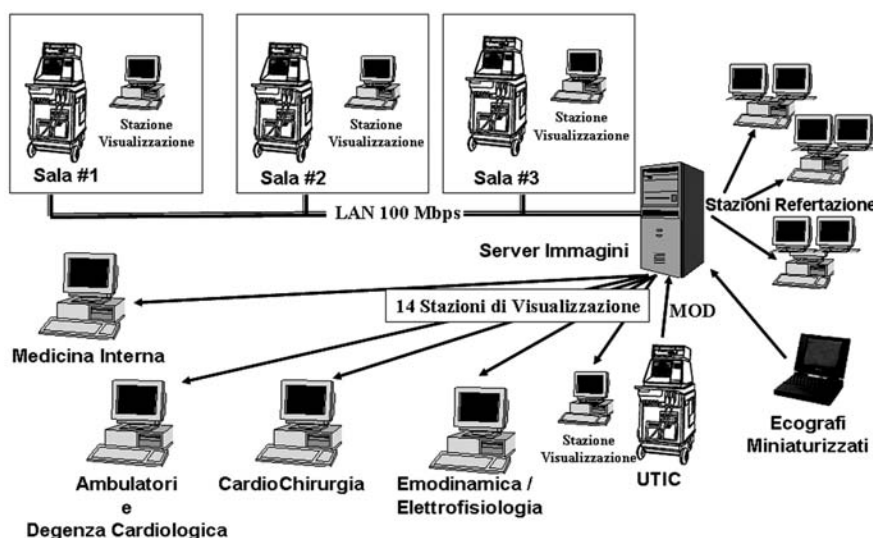 Stazione
Visualizzazione
Sala #1
Stazione
Visualizzazione
Sala #2
Stazione
Visualizzazione
Sala #3
LAN 100 Mbps
Stazioni Refertazione
Server Immagini
14 Stazioni di Visualizzazione
MOD
Medicina Interna
Ambulatori
e
Degenza Cardiologica
CardioChirurgia
Emodinamica /
Elettrofisiologia
Stazione
Visualizzazione
UTIC
Ecografi
Miniaturizzati